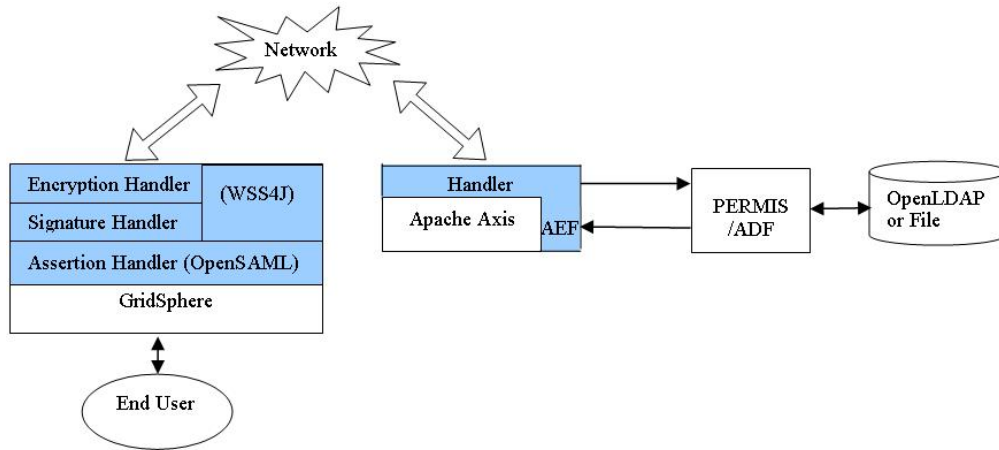 Network
Encryption Handler
(WSS4J)
Signature Handler
Assertion Handler (OpenSAML)
GridSphere
End User
Handler
Apache Axis
AEF
PERMIS
/ADF
OpenLDAP
or File